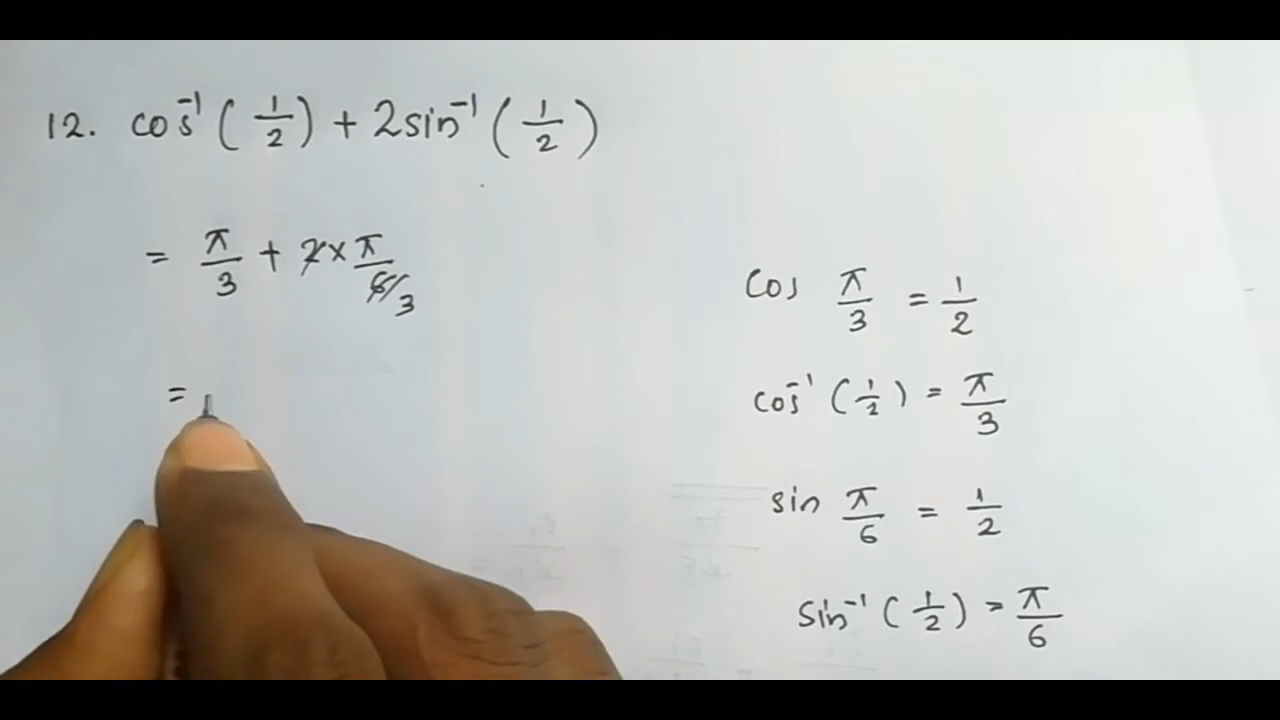 12. cos⁻¹(1/2) + 2sin⁻¹(1/2)
= π/3 + 2×π/6/3
=
cos π/3 = 1/2
cos⁻¹(1/2) = π/3
sin π/6 = 1/2
sin⁻¹(1/2) = π/6